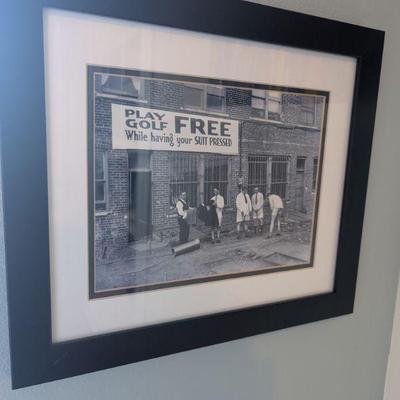 PLAY GOLF FREE
While having your SUIT PRESSED